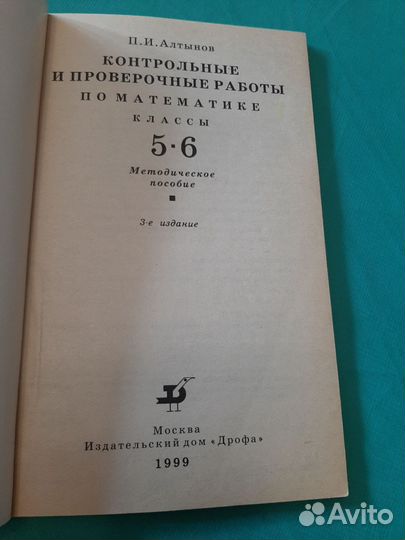 П.И.Алтынов
КОНТРОЛЬНЫЕ
И ПРОВЕРОЧНЫЕ РАБОТЫ
ПО МАТЕМАТИКЕ
КЛАССЫ
5-6
Методическое
пособие
3-е издание
Москва
Издательский дом «Дрофа»
1999
Avito